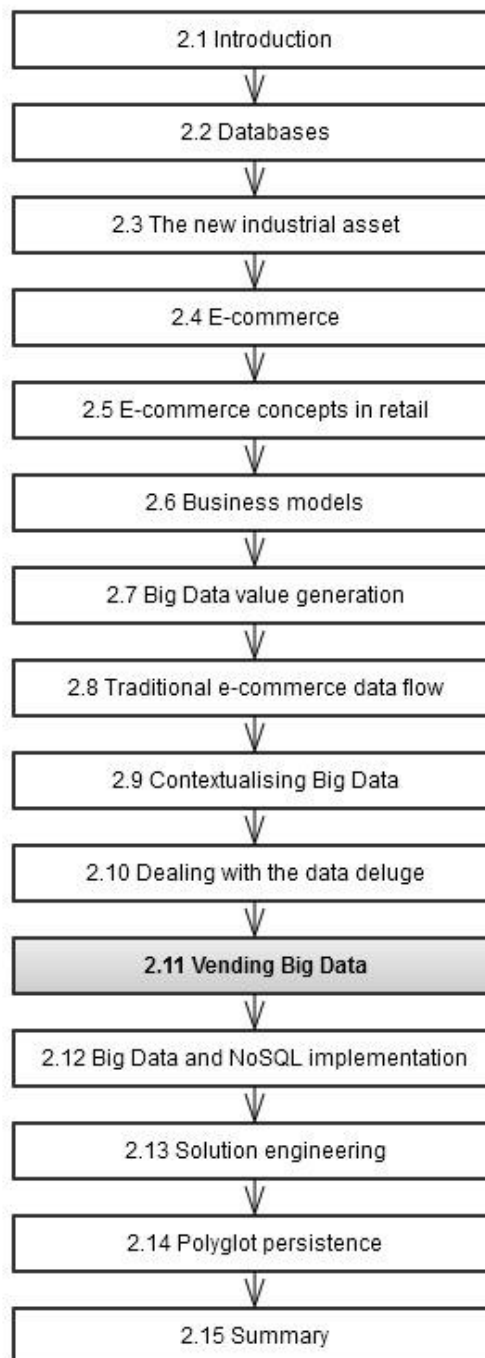 2.1 Introduction
2.2 Databases
2.3 The new industrial asset
2.4 E-commerce
2.5 E-commerce concepts in retail
2.6 Business models
2.7 Big Data value generation
2.8 Traditional e-commerce data flow
2.9 Contextualising Big Data
2.10 Dealing with the data deluge
2.11 Vending Big Data
2.12 Big Data and NoSQL implementation
2.13 Solution engineering
2.14 Polyglot persistence
2.15 Summary